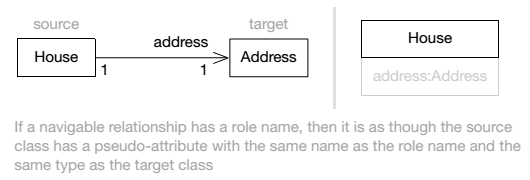 source
target
House
1
address
1
Address
House
address:Address
If a navigable relationship has a role name, then it is as though the source
class has a pseudo-attribute with the same name as the role name and the
same type as the target class